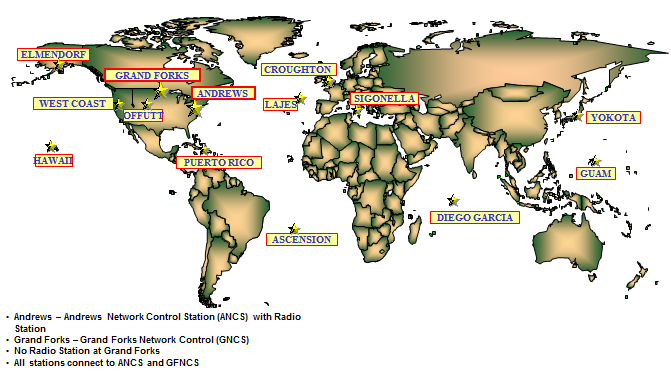 ELMENDORF
CROUGHTON
GRAND FORKS
ANDREWS
SIGONELLA
WEST COAST
LAJES
OFFUTT
YOKOTA
HAWAII
PUERTO RICO
GUAM
DIEGO GARCIA
ASCENSION
• Andrews – Andrews Network Control Station (ANCS) with Radio
Station
• Grand Forks – Grand Forks Network Control (GNCS)
• No Radio Station at Grand Forks
• All stations connect to ANCS and GFNCS